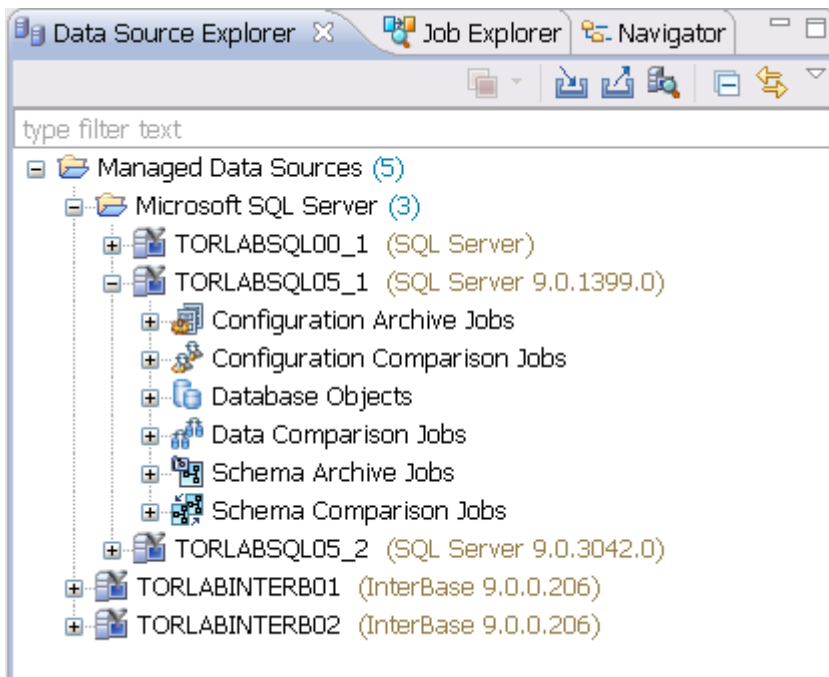 Data Source Explorer Job Explorer Navigator
type filter text
Managed Data Sources (5)
Microsoft SQL Server (3)
TORLABSQL00_1 (SQL Server)
TORLABSQL05_1 (SQL Server 9.0.1399.0)
Configuration Archive Jobs
Configuration Comparison Jobs
Database Objects
Data Comparison Jobs
Schema Archive Jobs
Schema Comparison Jobs
TORLABSQL05_2 (SQL Server 9.0.3042.0)
TORLABINTERB01 (InterBase 9.0.0.206)
TORLABINTERB02 (InterBase 9.0.0.206)